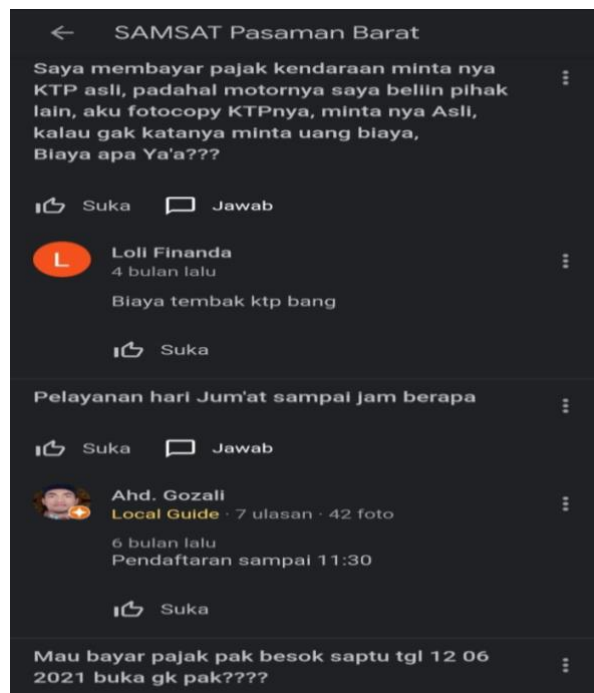 SAMSAT Pasaman Barat
Saya membayar pajak kendaraan minta nya
KTP asli, padahal motornya saya beliin pihak
lain, aku fotocopy KTPnya, minta nya Asli,
kalau gak katanya minta uang biaya,
Biaya apa Ya'a???
Suka Jawab
L
Loli Finanda
4 bulan lalu
Biaya tembak ktp bang
Suka
Pelayanan hari Jum'at sampai jam berapa
Suka Jawab
Ahd. Gozali
Local Guide · 7 ulasan · 42 foto
6 bulan lalu
Pendaftaran sampai 11:30
Suka
Mau bayar pajak pak besok saptu tgl 12 06
2021 buka gk pak????